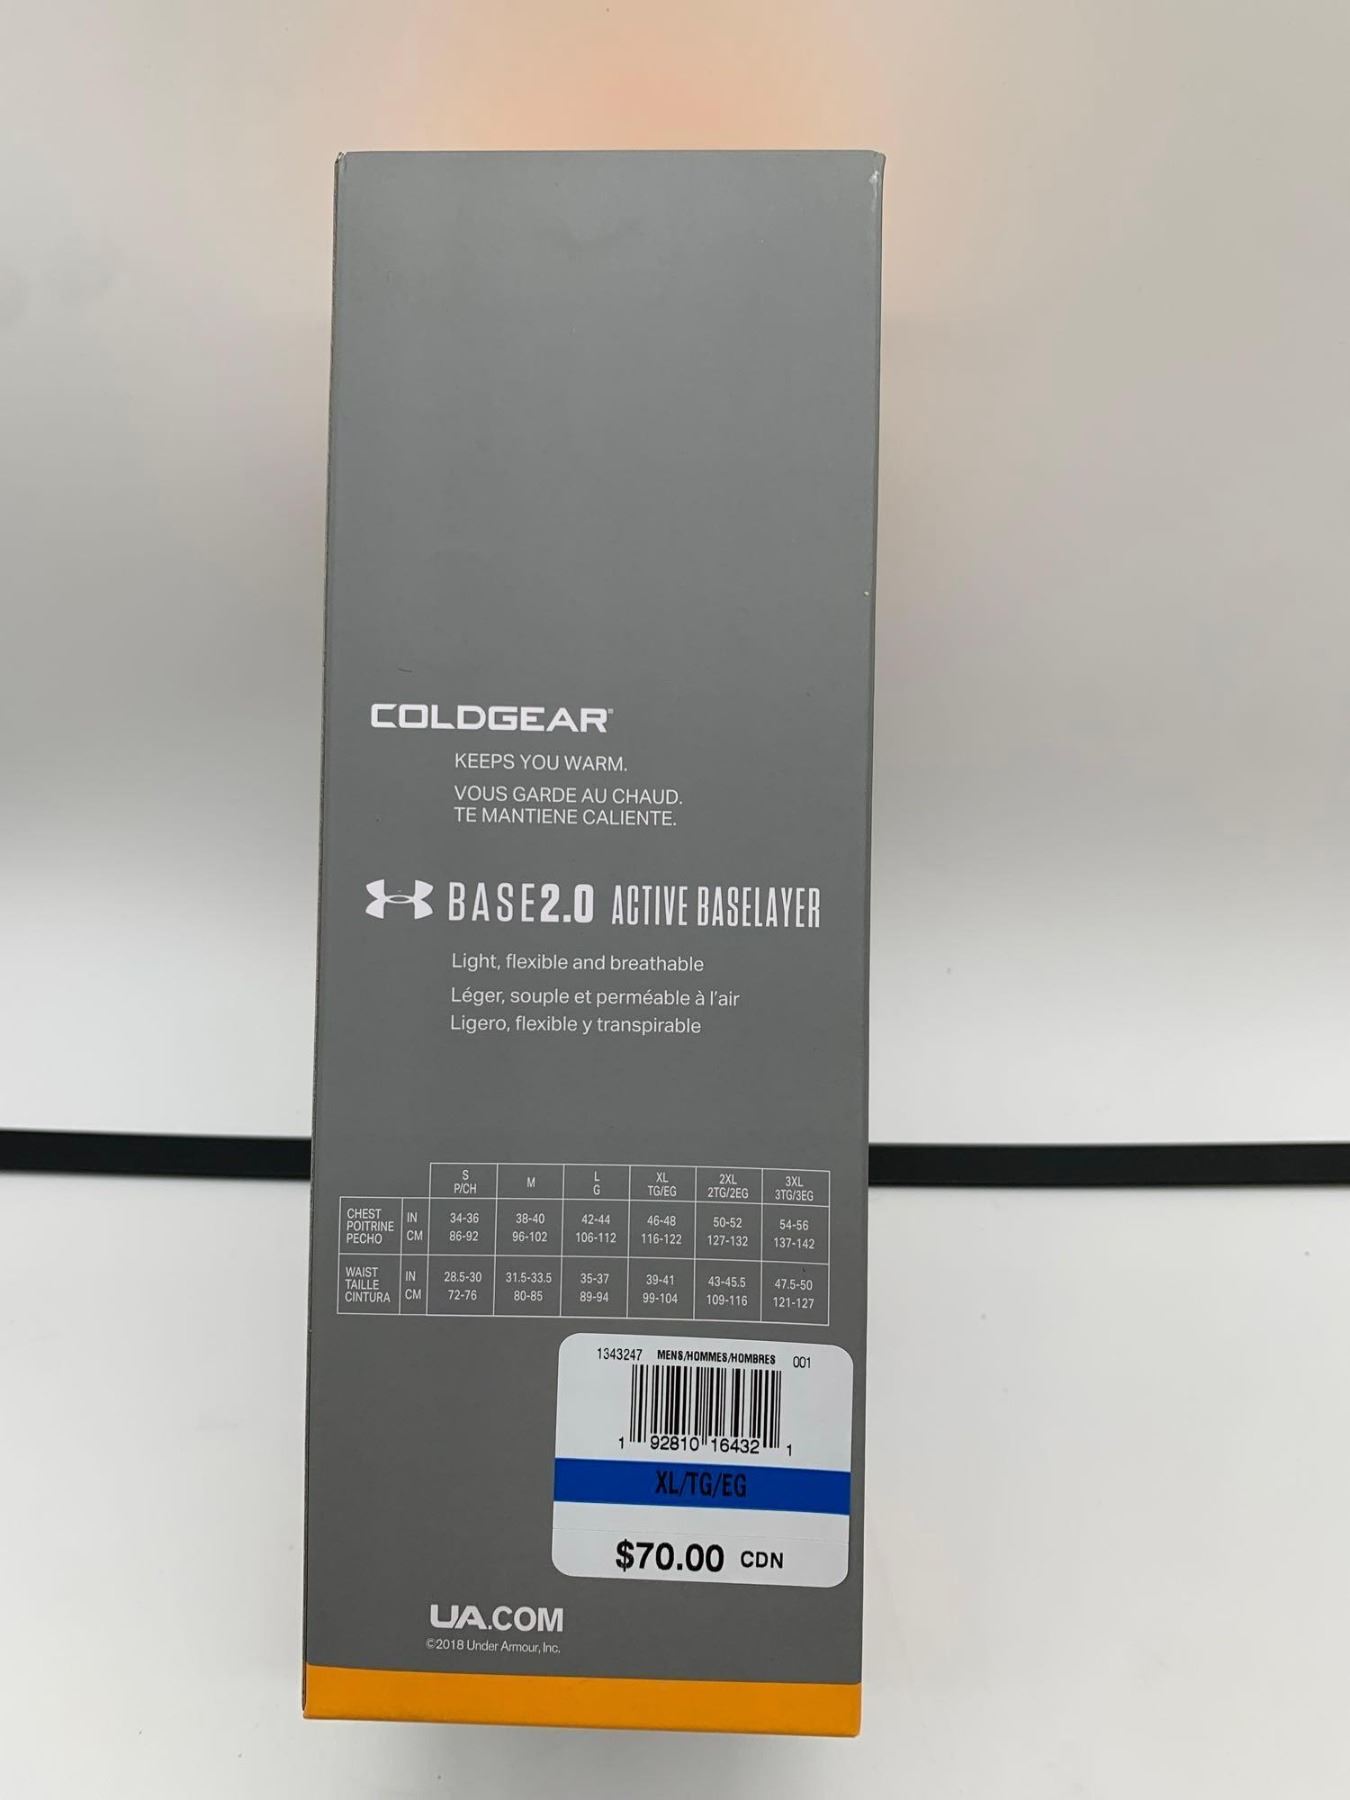 COLDGEAR®
KEEPS YOU WARM.
VOUS GARDE AU CHAUD.
TE MANTIENE CALIENTE.
BASE2.0 ACTIVE BASELAYER
Light, flexible and breathable
Léger, souple et perméable à l'air
Ligero, flexible y transpirable
S M L XL 2XL 3XL
P/CH G TG/EG 2TG/2EG 3TG/3EG
CHEST IN 34-36 38-40 42-44 46-48 50-52 54-56
POITRINE
PECHO CM 86-92 96-102 106-112 116-122 127-132 137-142
WAIST IN 28.5-30 31.5-33.5 35-37 39-41 43-45.5 47.5-50
TAILLE
CINTURA CM 72-76 80-85 89-94 99-104 109-116 121-127
1343247 MENS/HOMMES/HOMBRES 001
1 92810 16432 1
XL/TG/EG
$70.00 CDN
UA.COM
©2018 Under Armour, Inc.